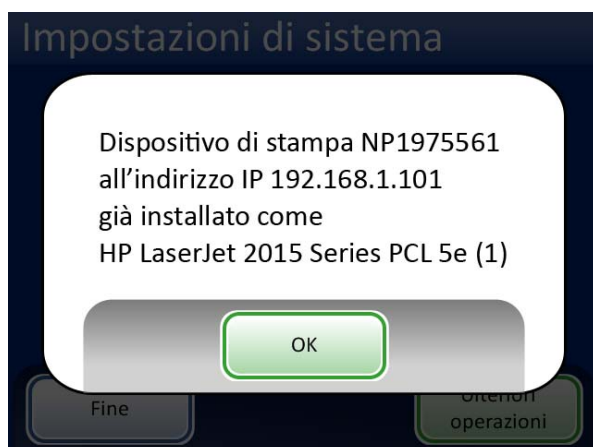 Impostazioni di sistema
Dispositivo di stampa NP1975561
all'indirizzo IP 192.168.1.101
già installato come
HP LaserJet 2015 Series PCL 5e (1)
OK
Fine
Ulteriori
operazioni